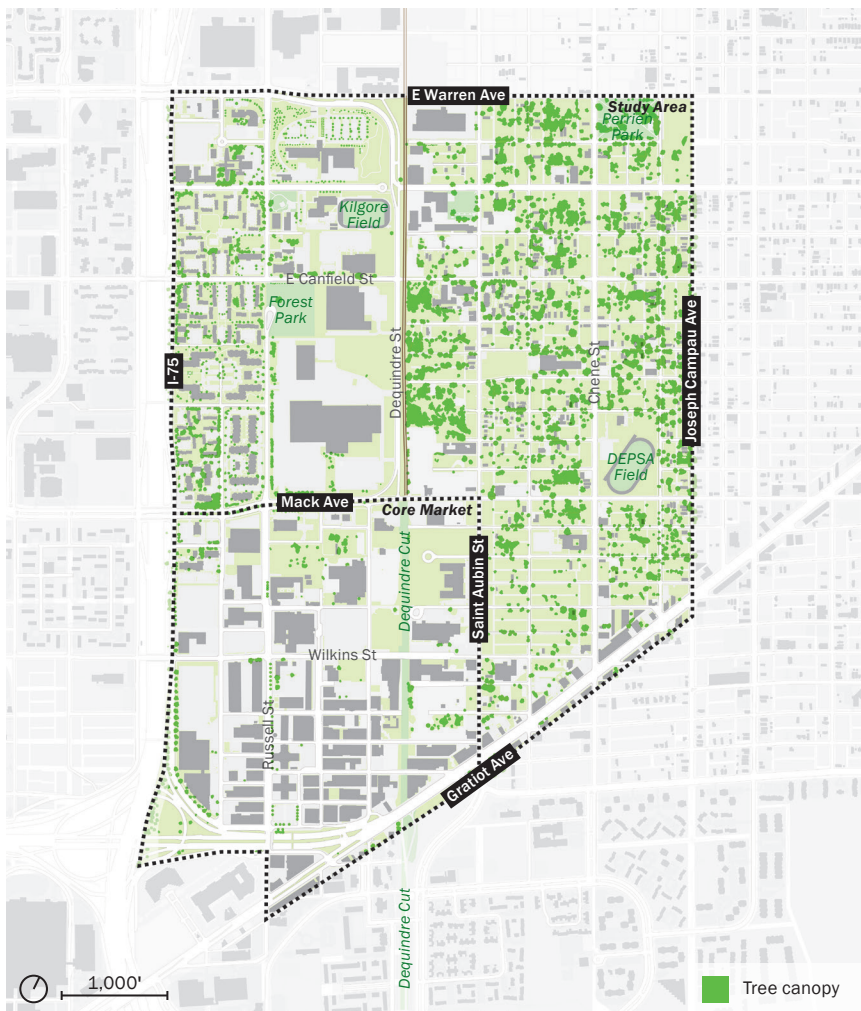 E Warren Ave
Study Area
Perrien
Park
Kilgore
Field
E Canfield St
Forest
Park
I-75
Dequindre St
Chene St
Joseph Campau Ave
DEPSA
Field
Mack Ave
Core Market
Dequindre Cut
Saint Aubin St
Wilkins St
Russell St
Gratiot Ave
Dequindre Cut
1,000'
Tree canopy